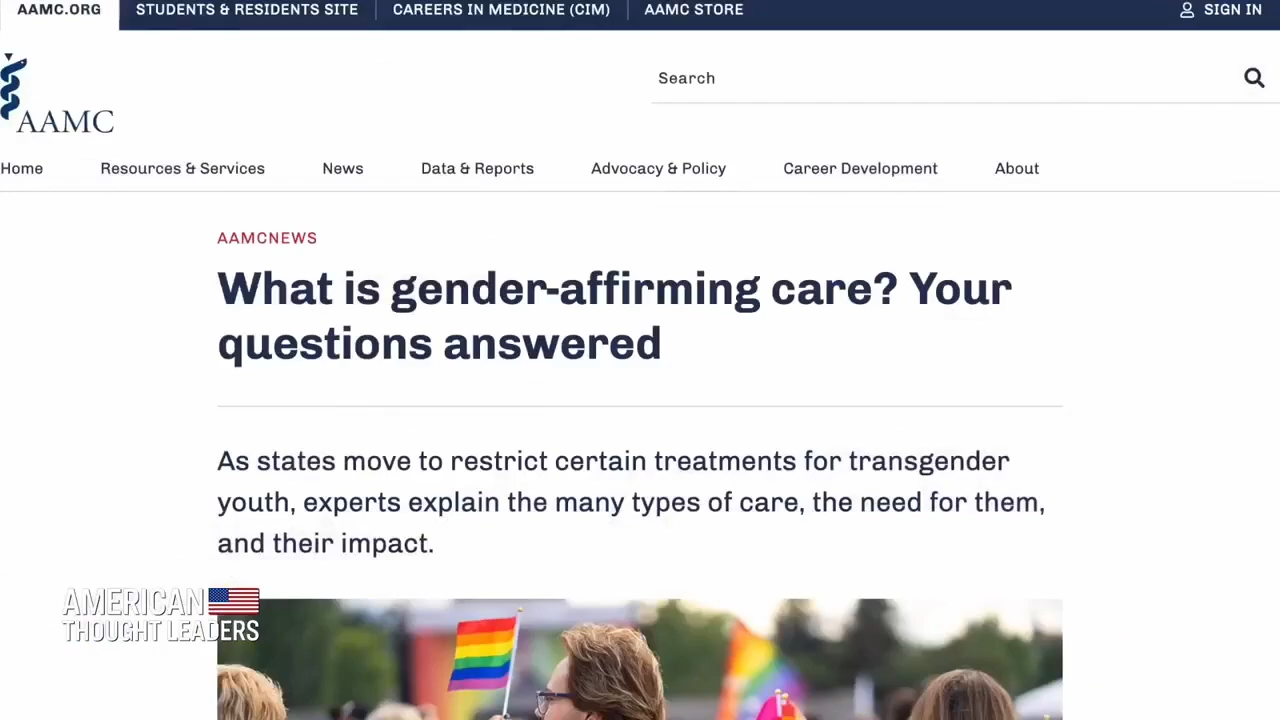 AAMC.ORG
STUDENTS & RESIDENTS SITE
CAREERS IN MEDICINE (CIM)
AAMC STORE
SIGN IN
AAMC
Search
Home
Resources & Services
News
Data & Reports
Advocacy & Policy
Career Development
About
AAMCNEWS
What is gender-affirming care? Your
questions answered
As states move to restrict certain treatments for transgender
youth, experts explain the many types of care, the need for them,
and their impact.
AMERICAN
THOUGHT LEADERS